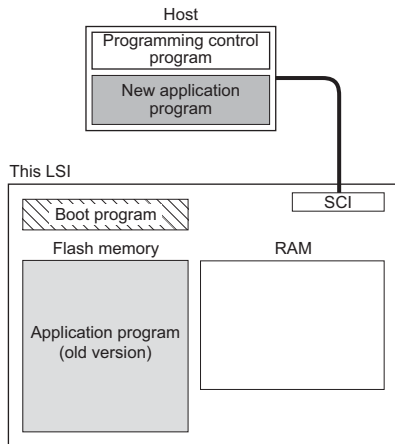 Host
Programming control
program
New application
program
This LSI
SCI
Boot program
Flash memory
RAM
Application program
(old version)